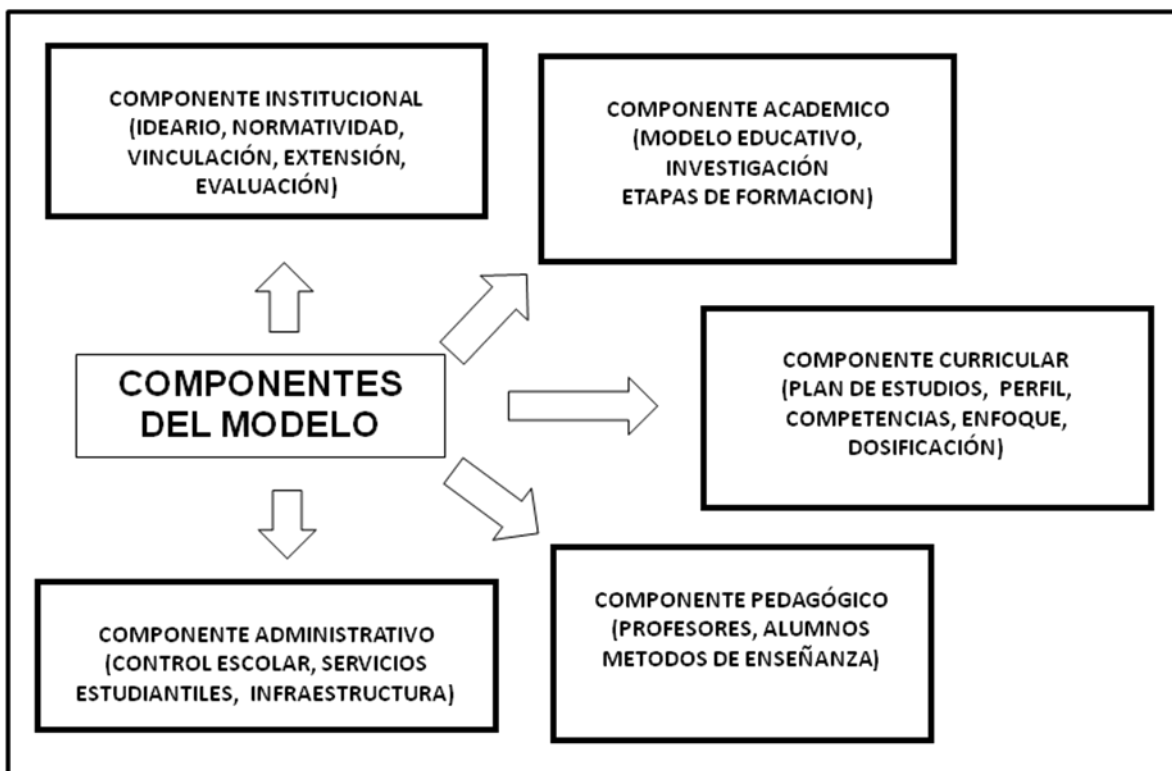 COMPONENTE INSTITUCIONAL
(IDEARIO, NORMATIVIDAD,
VINCULACIÓN, EXTENSIÓN,
EVALUACIÓN)
COMPONENTE ACADEMICO
(MODELO EDUCATIVO,
INVESTIGACIÓN
ETAPAS DE FORMACION)
COMPONENTES
DEL MODELO
COMPONENTE CURRICULAR
(PLAN DE ESTUDIOS, PERFIL,
COMPETENCIAS, ENFOQUE,
DOSIFICACIÓN)
COMPONENTE ADMINISTRATIVO
(CONTROL ESCOLAR, SERVICIOS
ESTUDIANTILES, INFRAESTRUCTURA)
COMPONENTE PEDAGÓGICO
(PROFESORES, ALUMNOS
METODOS DE ENSEÑANZA)